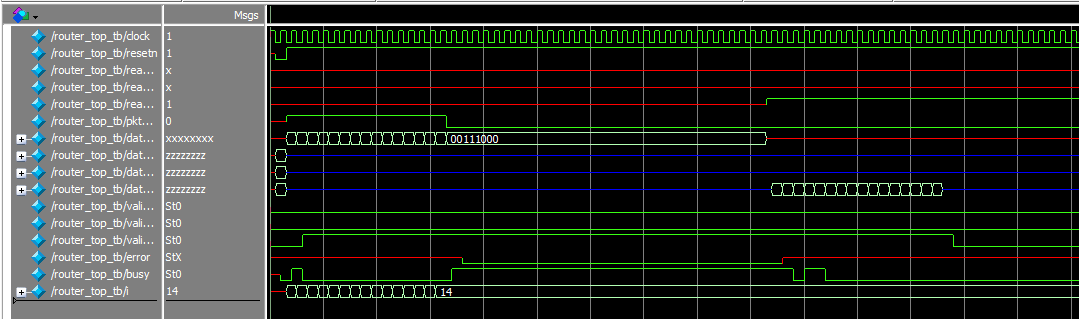 Msgs
/router_top_tb/clock 1
/router_top_tb/resetn 1
/router_top_tb/rea... x
/router_top_tb/rea... x
/router_top_tb/rea... 1
/router_top_tb/pkt... 0
/router_top_tb/dat... xxxxxxxx 00111000
/router_top_tb/dat... zzzzzzzz
/router_top_tb/dat... zzzzzzzz
/router_top_tb/dat... zzzzzzzz
/router_top_tb/vali... St0
/router_top_tb/vali... St0
/router_top_tb/vali... St0
/router_top_tb/error StX
/router_top_tb/busy St0
/router_top_tb/i 14 14